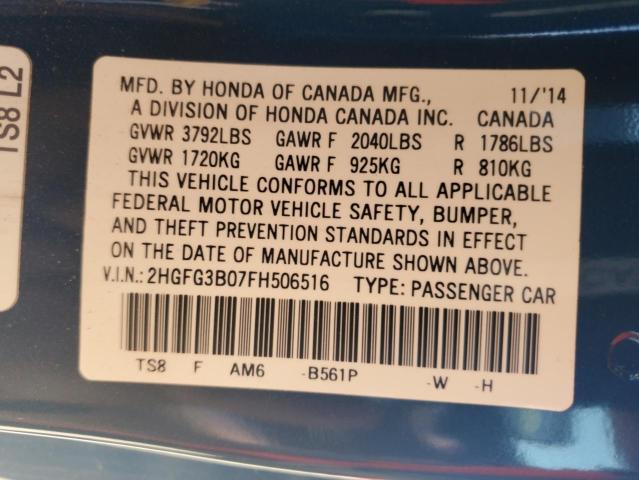 TS8 L2
MFD. BY HONDA OF CANADA MFG., 11/'14
A DIVISION OF HONDA CANADA INC. CANADA
GVWR 3792LBS GAWR F 2040LBS R 1786LBS
GVWR 1720KG GAWR F 925KG R 810KG
THIS VEHICLE CONFORMS TO ALL APPLICABLE
FEDERAL MOTOR VEHICLE SAFETY, BUMPER,
AND THEFT PREVENTION STANDARDS IN EFFECT
ON THE DATE OF MANUFACTURE SHOWN ABOVE.
V.I.N.: 2HGFG3B07FH506516 TYPE: PASSENGER CAR
TS8 F AM6 -B561P -W -H